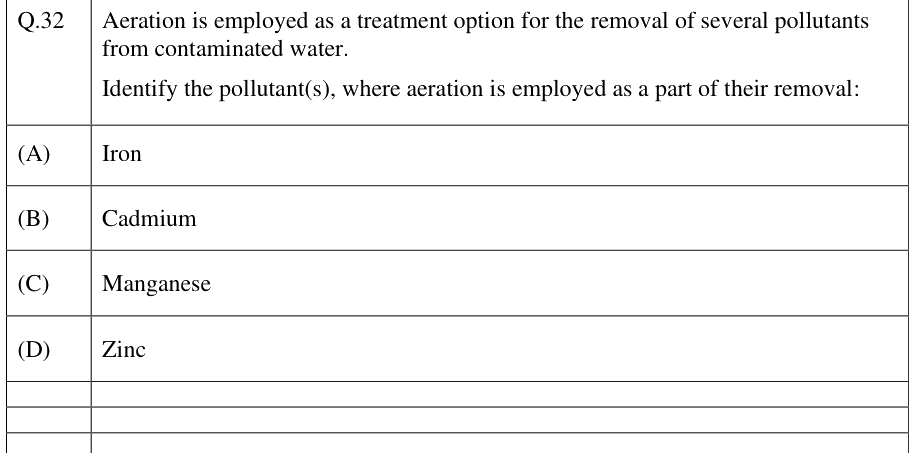 Q.32 Aeration is employed as a treatment option for the removal of several pollutants
from contaminated water.
Identify the pollutant(s), where aeration is employed as a part of their removal:
(A) Iron
(B) Cadmium
(C) Manganese
(D) Zinc